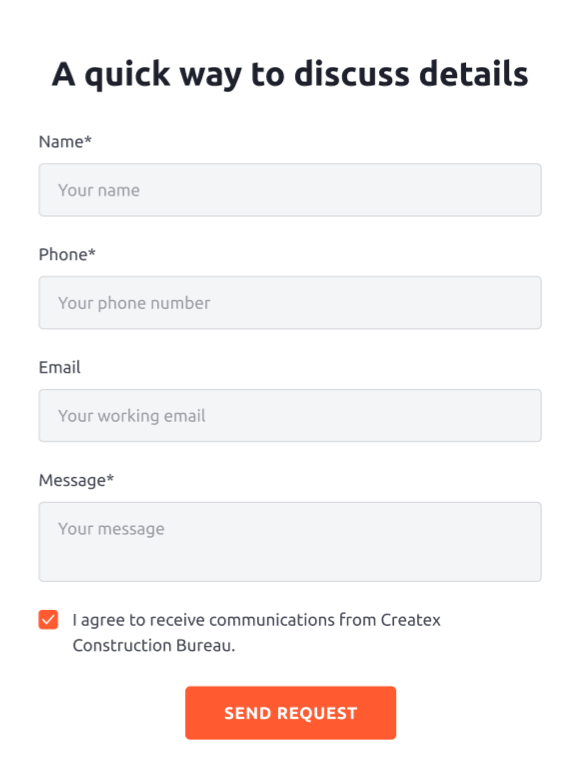 A quick way to discuss details
Name*
Your name
Phone*
Your phone number
Email
Your working email
Message*
Your message
I agree to receive communications from Createx
Construction Bureau.
SEND REQUEST